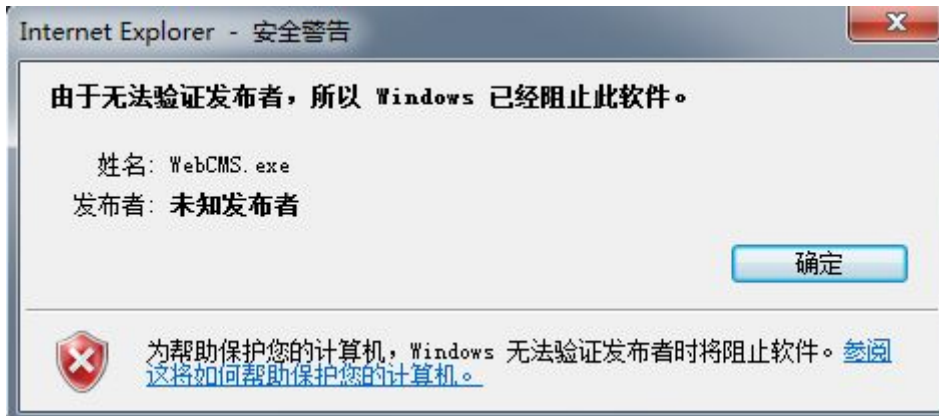 Internet Explorer - 安全警告
由于无法验证发布者，所以 Windows 已经阻止此软件。
姓名: WebCMS.exe
发布者: 未知发布者
确定
为帮助保护您的计算机，Windows 无法验证发布者时将阻止软件。参阅
这将如何帮助保护您的计算机。